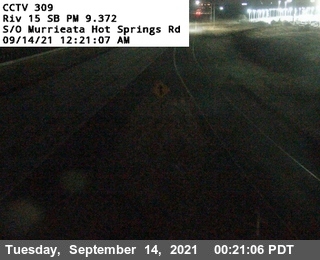 CCTV 309
Riv 15 SB PM 9.372
S/O Murrieata Hot Springs Rd
09/14/21 12:21:07 AM
Tuesday, September 14, 2021 00:21:06 PDT